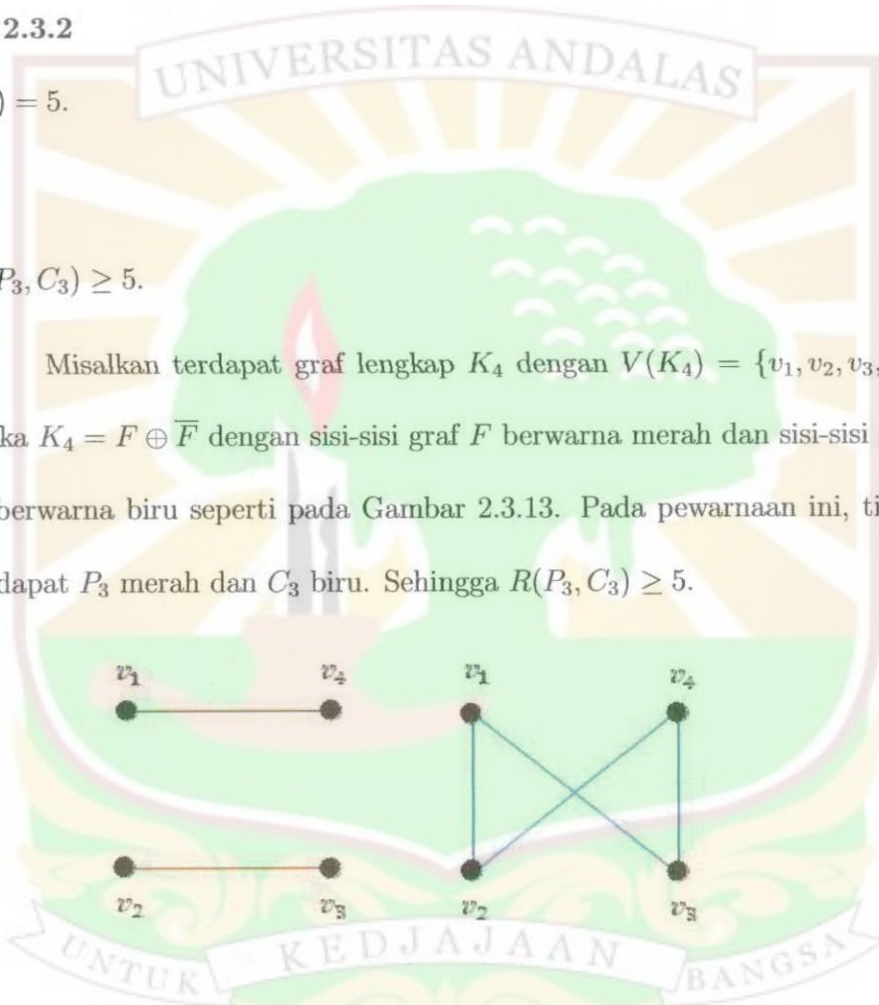 2.3.2
UNIVERSITAS ANDALAS
) = 5.
P₃, C₃) ≥ 5.
Misalkan terdapat graf lengkap K₄ dengan V(K₄) = {v₁, v₂, v₃,
ka K₄ = F ⊕ F̅ dengan sisi-sisi graf F berwarna merah dan sisi-sisi
berwarna biru seperti pada Gambar 2.3.13. Pada pewarnaan ini, ti
dapat P₃ merah dan C₃ biru. Sehingga R(P₃, C₃) ≥ 5.
v₁ v₄ v₁ v₄
v₂ v₃ v₂ v₃
UNTUK KEDJAJAAN BANGSA